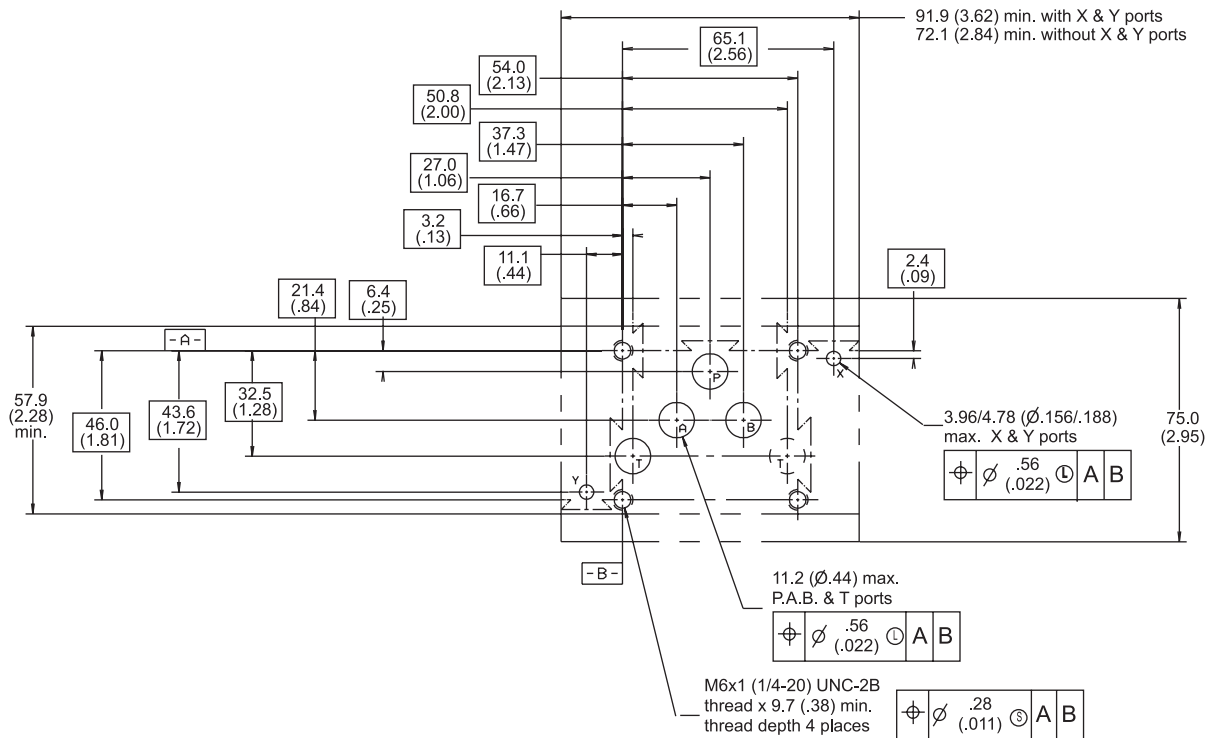 91.9 (3.62) min. with X & Y ports
72.1 (2.84) min. without X & Y ports
65.1
(2.56)
54.0
(2.13)
50.8
(2.00)
37.3
(1.47)
27.0
(1.06)
16.7
(.66)
3.2
(.13)
11.1
(.44)
2.4
(.09)
21.4
(.84)
6.4
(.25)
-A-
P
X
57.9
(2.28)
min.
46.0
(1.81)
43.6
(1.72)
32.5
(1.28)
A
B
T
T
Y
3.96/4.78 (Ø.156/.188)
max. X & Y ports
⌖ Ø .56 Ⓛ A B
(.022)
75.0
(2.95)
-B-
11.2 (Ø.44) max.
P.A.B. & T ports
⌖ Ø .56 Ⓛ A B
(.022)
M6x1 (1/4-20) UNC-2B
thread x 9.7 (.38) min.
thread depth 4 places
⌖ Ø .28 Ⓢ A B
(.011)